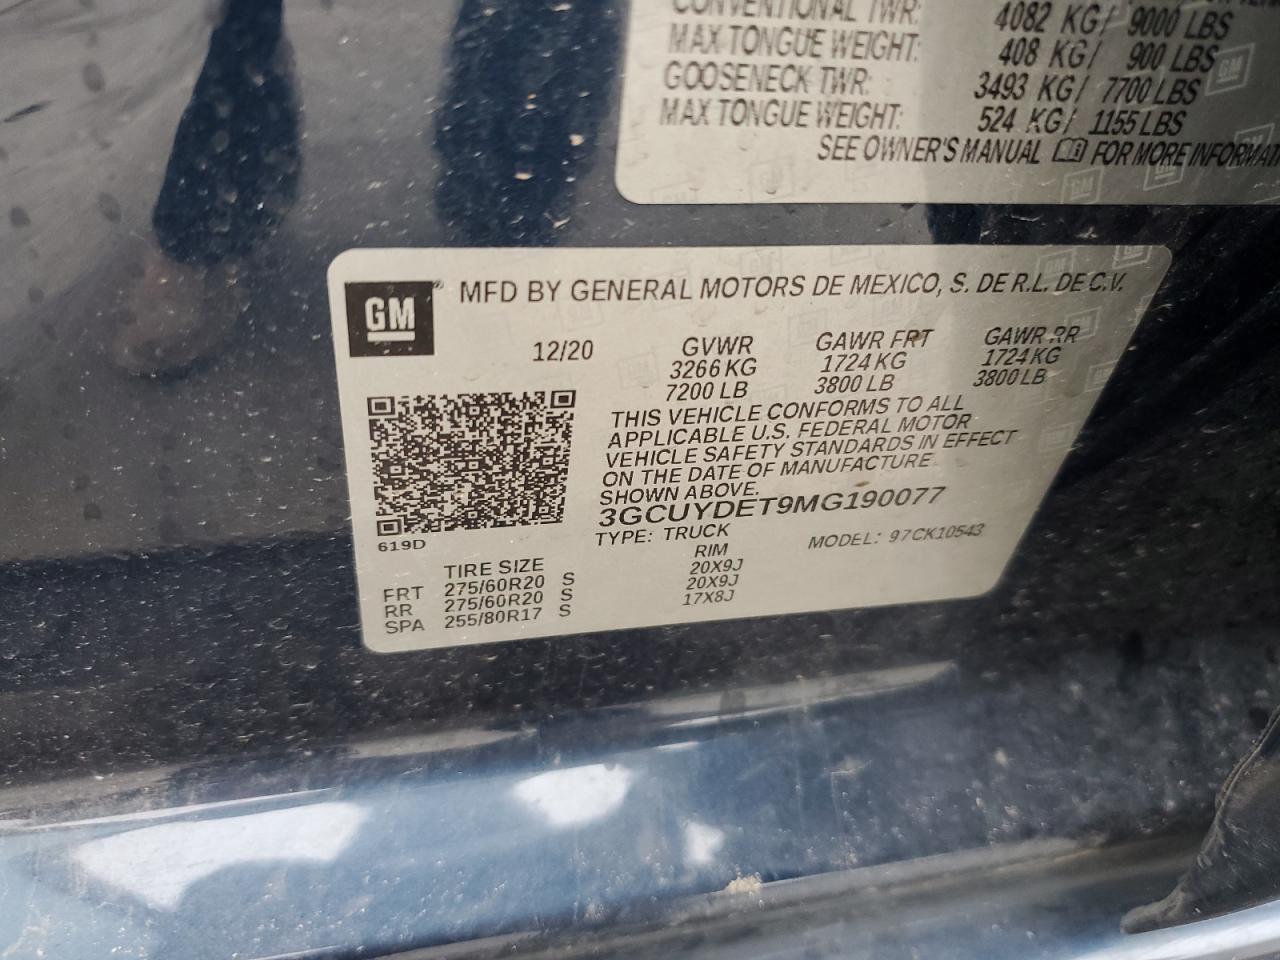 CONVENTIONAL TWR: 4082 KG/ 9000 LBS
MAX TONGUE WEIGHT: 408 KG/ 900 LBS
GOOSENECK TWR: 3493 KG/ 7700 LBS
MAX TONGUE WEIGHT: 524 KG/ 1155 LBS
SEE OWNER'S MANUAL FOR MORE INFORMAT
GM
MFD BY GENERAL MOTORS DE MEXICO, S. DE R.L. DE C.V.
12/20 GVWR GAWR FRT GAWR RR
3266 KG 1724 KG 1724 KG
7200 LB 3800 LB 3800 LB
THIS VEHICLE CONFORMS TO ALL
APPLICABLE U.S. FEDERAL MOTOR
VEHICLE SAFETY STANDARDS IN EFFECT
ON THE DATE OF MANUFACTURE
SHOWN ABOVE.
3GCUYDET9MG190077
TYPE: TRUCK MODEL: 97CK10543
619D
TIRE SIZE RIM
FRT 275/60R20 S 20X9J
RR 275/60R20 S 20X9J
SPA 255/80R17 S 17X8J